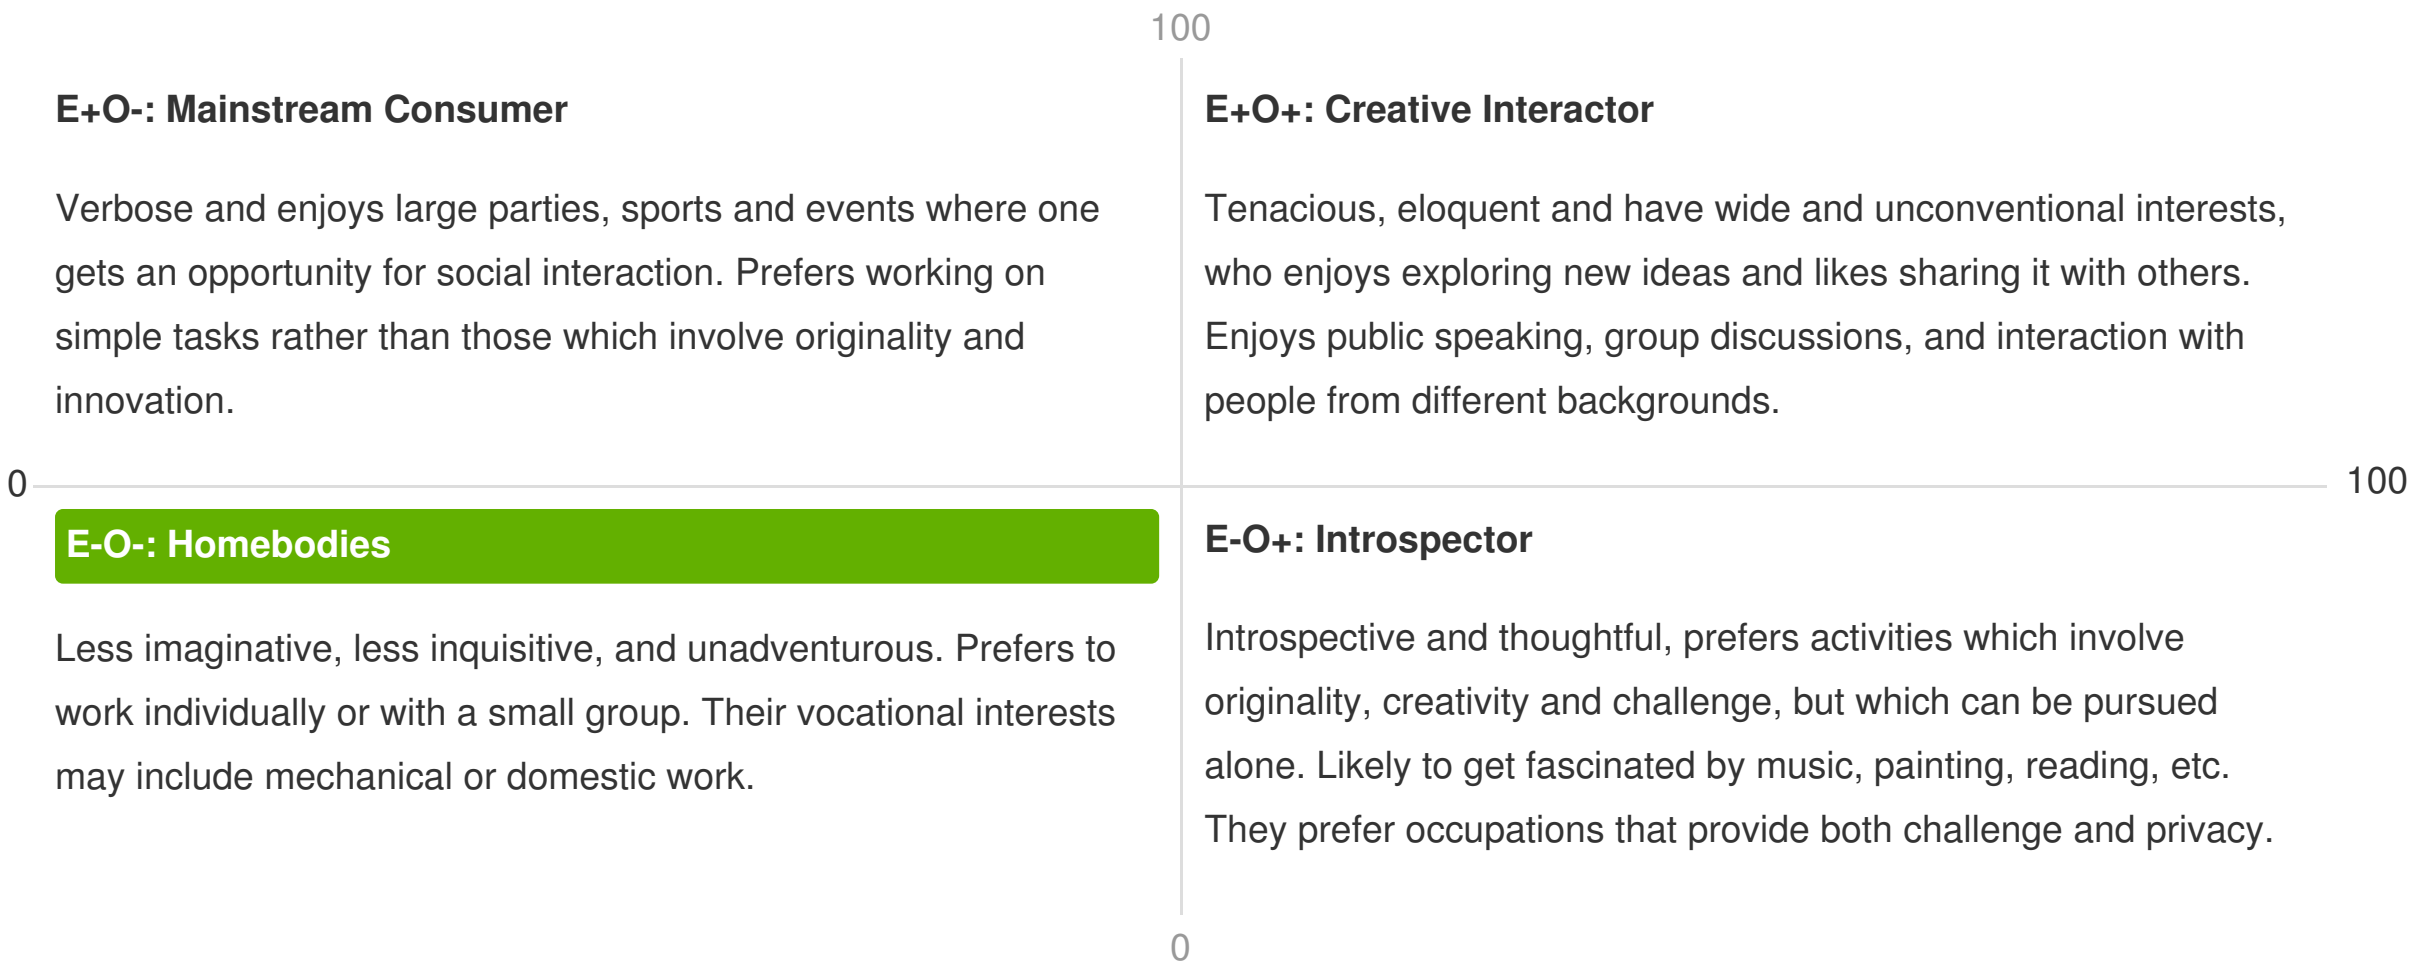 100
E+O-: Mainstream Consumer
Verbose and enjoys large parties, sports and events where one
gets an opportunity for social interaction. Prefers working on
simple tasks rather than those which involve originality and
innovation.
E+O+: Creative Interactor
Tenacious, eloquent and have wide and unconventional interests,
who enjoys exploring new ideas and likes sharing it with others.
Enjoys public speaking, group discussions, and interaction with
people from different backgrounds.
0
100
E-O-: Homebodies
Less imaginative, less inquisitive, and unadventurous. Prefers to
work individually or with a small group. Their vocational interests
may include mechanical or domestic work.
E-O+: Introspector
Introspective and thoughtful, prefers activities which involve
originality, creativity and challenge, but which can be pursued
alone. Likely to get fascinated by music, painting, reading, etc.
They prefer occupations that provide both challenge and privacy.
0